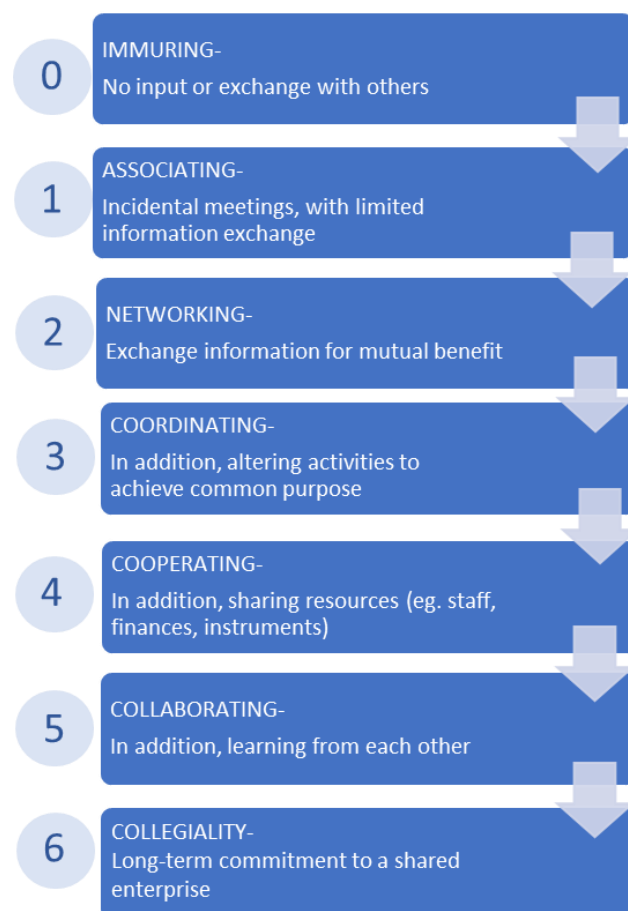 0
IMMURING-
No input or exchange with others
1
ASSOCIATING-
Incidental meetings, with limited
information exchange
2
NETWORKING-
Exchange information for mutual benefit
3
COORDINATING-
In addition, altering activities to
achieve common purpose
4
COOPERATING-
In addition, sharing resources (eg. staff,
finances, instruments)
5
COLLABORATING-
In addition, learning from each other
6
COLLEGIALITY-
Long-term commitment to a shared
enterprise